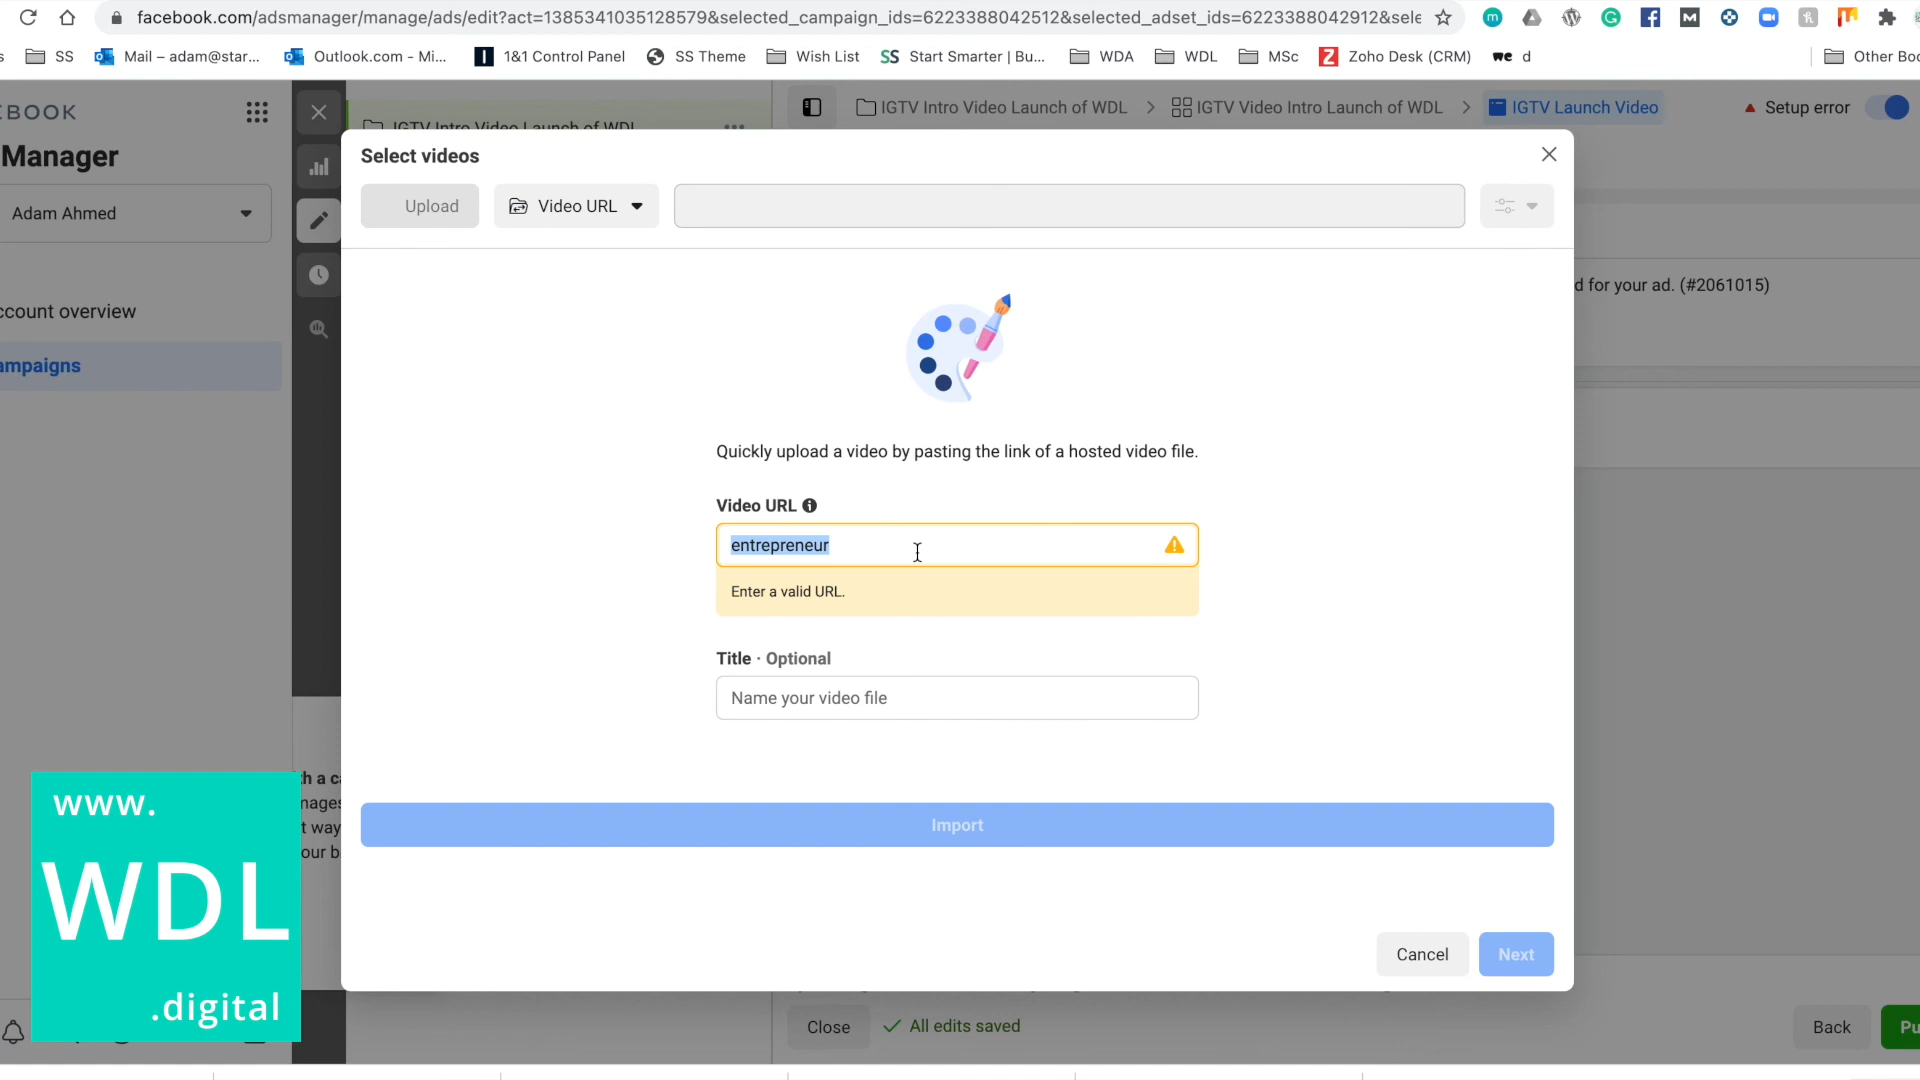 facebook.com/adsmanager/manage/ads/edit?act=1385341035128579&selected_campaign_ids=6223388042512&selected_adset_ids=6223388042912&sele
SS
Mail – adam@star...
Outlook.com - Mi...
1&1 Control Panel
SS Theme
Wish List
Start Smarter | Bu...
WDA
WDL
MSc
Zoho Desk (CRM)
d
Other Boo
EBOOK
Manager
Adam Ahmed
ccount overview
ampaigns
IGTV Intro Video Launch of WDL
IGTV Intro Video Launch of WDL
IGTV Video Intro Launch of WDL
IGTV Launch Video
Setup error
d for your ad. (#2061015)
Select videos
Upload
Video URL
Quickly upload a video by pasting the link of a hosted video file.
Video URL
entrepreneur
Enter a valid URL.
Title · Optional
Name your video file
Import
Cancel
Next
th a ca
mages
t way
our b
www.
WDL
.digital
Close
All edits saved
Back
Pu